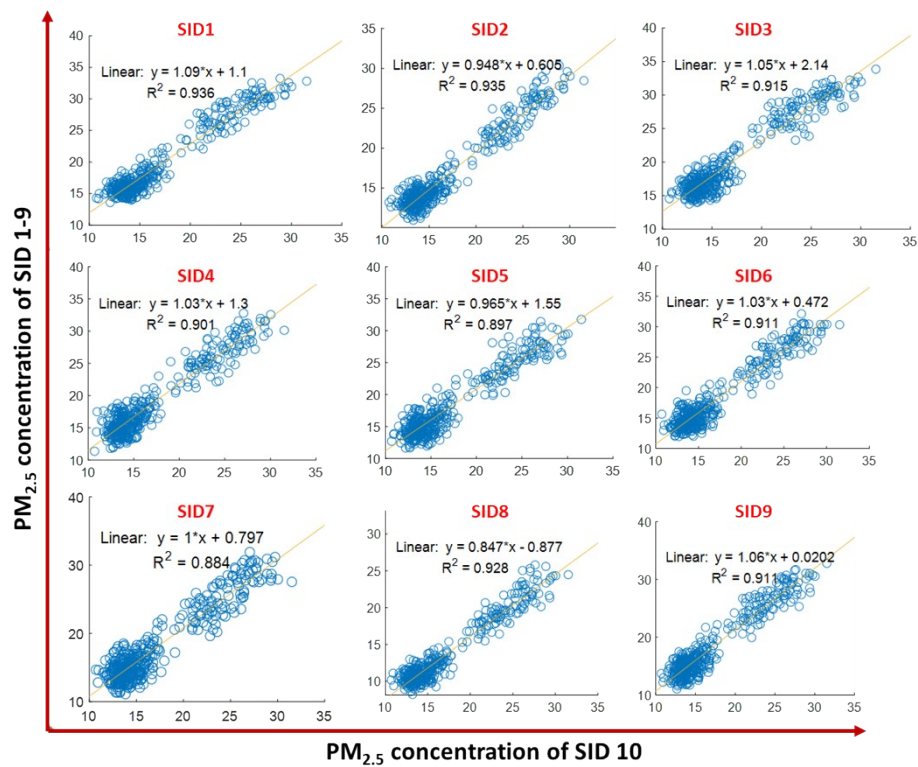 PM2.5 concentration of SID 1-9
SID1
Linear: y = 1.09*x + 1.1
R2 = 0.936
40
35
30
25
20
15
10
10 15 20 25 30 35
SID2
Linear: y = 0.948*x + 0.605
R2 = 0.935
35
30
25
20
15
10 15 20 25 30 35
SID3
Linear: y = 1.05*x + 2.14
R2 = 0.915
40
35
30
25
20
15
10
10 15 20 25 30 35
SID4
Linear: y = 1.03*x + 1.3
R2 = 0.901
40
35
30
25
20
15
10
10 15 20 25 30 35
SID5
Linear: y = 0.965*x + 1.55
R2 = 0.897
40
35
30
25
20
15
10
10 15 20 25 30 35
SID6
Linear: y = 1.03*x + 0.472
R2 = 0.911
35
30
25
20
15
10
10 15 20 25 30 35
SID7
Linear: y = 1*x + 0.797
R2 = 0.884
40
30
20
10
10 15 20 25 30 35
SID8
Linear: y = 0.847*x - 0.877
R2 = 0.928
30
25
20
15
10
10 15 20 25 30 35
SID9
Linear: y = 1.06*x + 0.0202
R2 = 0.911
40
30
20
10
10 15 20 25 30 35
PM2.5 concentration of SID 10